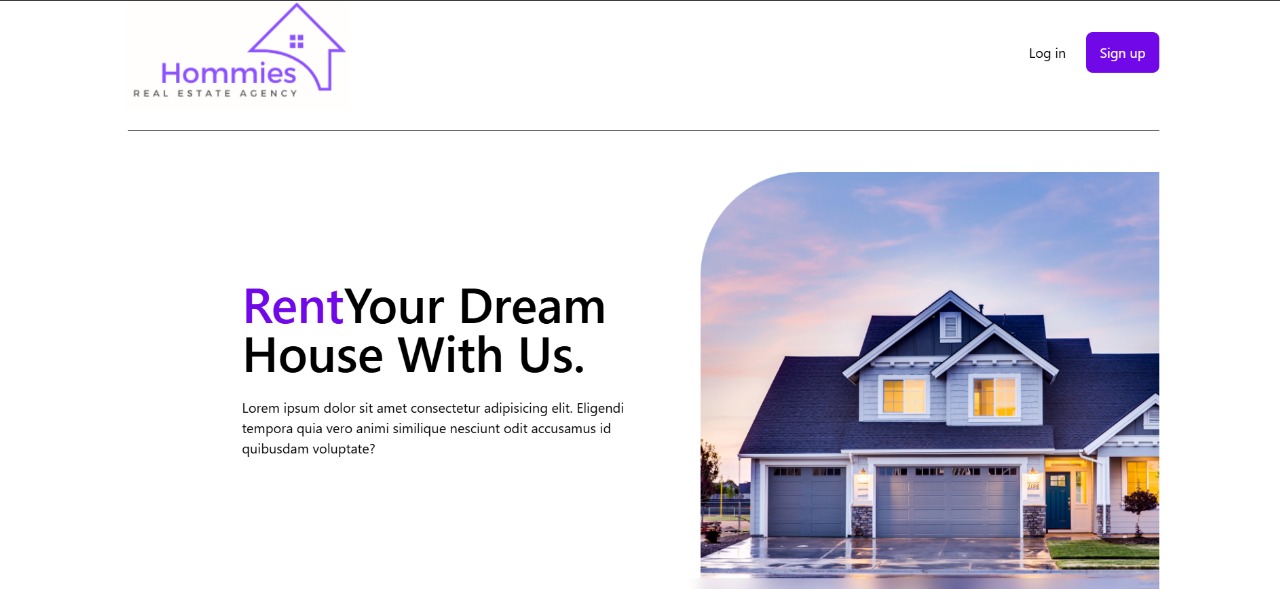 Hommies
REAL ESTATE AGENCY
Log in
Sign up
RentYour Dream
House With Us.
Lorem ipsum dolor sit amet consectetur adipisicing elit. Eligendi
tempora quia vero animi similique nesciunt odit accusamus id
quibusdam voluptate?